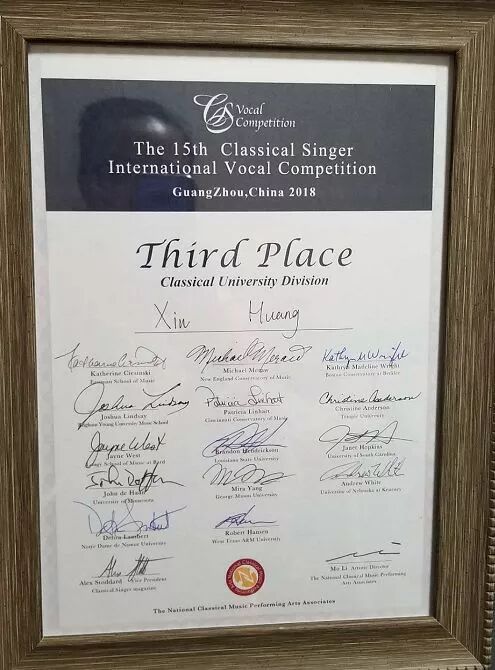 CS Vocal
Competition
The 15th Classical Singer
International Vocal Competition
GuangZhou,China 2018
Third Place
Classical University Division
Xin Huang
Katherine Ciesinski
Eastman School of Music
Michael Meraw
New England Conservatory of Music
Kathryn Madeline Wright
Boston Conservatory at Berklee
Joshua Lindsay
Brigham Young University Music School
Patricia Linhart
Cincinnati Conservatory of Music
Christine Anderson
Temple University
Jayne West
School of Music at Bard
Brandon Hendrickson
Louisiana State University
Janet Hopkins
University of South Carolina
John de Haan
University of Minnesota
Mira Yang
George Mason University
Andrew White
University of Nebraska at Kearney
Deline Lambert
Notre Dame de Namur University
Robert Hansen
West Texas A&M University
Alex Stoddard Vice President
Classical Singer magazine
Mo Li Artistic Director
The National Classical Music Performing
Arts Associates
The National Classical Music Performing Arts Associates